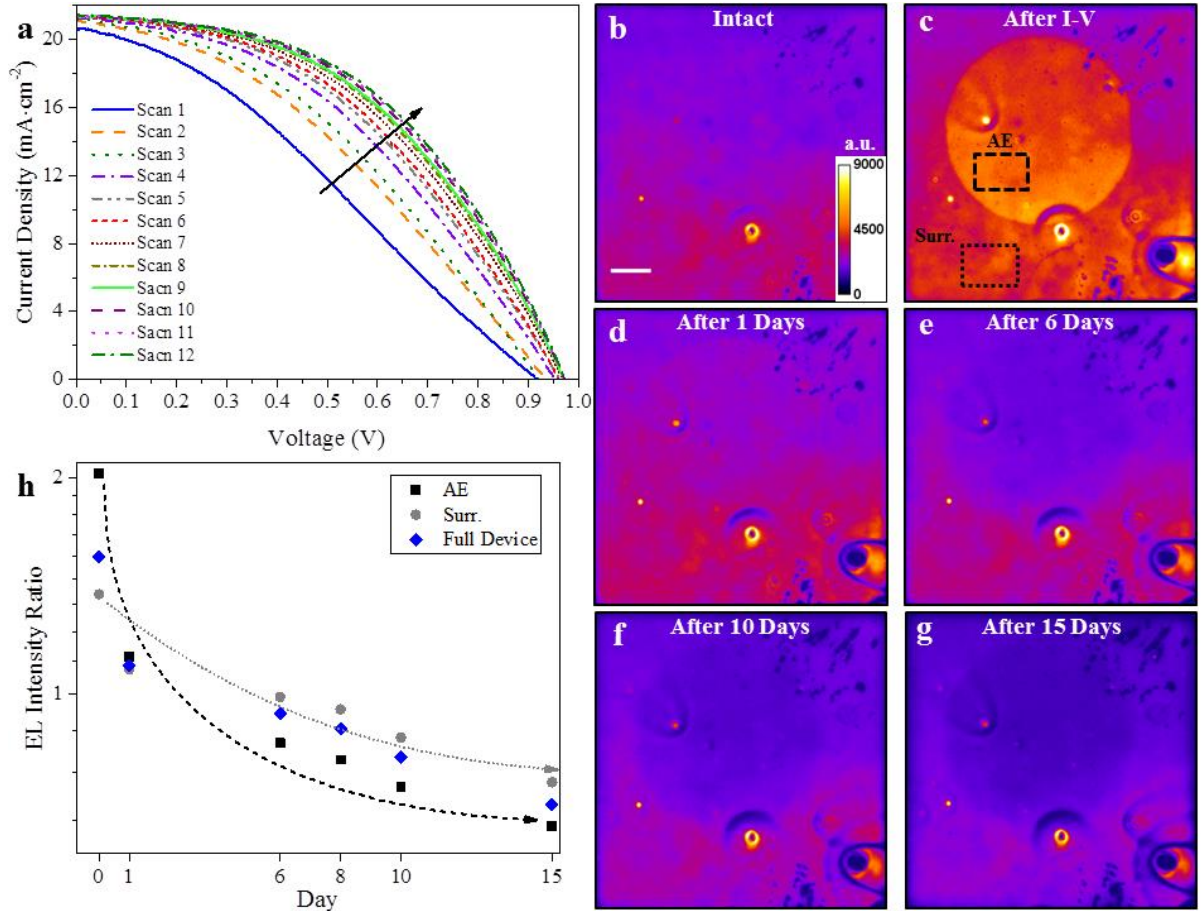 a
20
16
12
8
4
0
Current Density (mA·cm-2)
Scan 1
Scan 2
Scan 3
Scan 4
Scan 5
Scan 6
Scan 7
Scan 8
Sacn 9
Sacn 10
Sacn 11
Sacn 12
0.0 0.1 0.2 0.3 0.4 0.5 0.6 0.7 0.8 0.9 1.0
Voltage (V)
b
Intact
a.u.
9000
4500
0
c
After I-V
AE
Surr.
d
After 1 Days
e
After 6 Days
f
After 10 Days
g
After 15 Days
h
2
1
EL Intensity Ratio
AE
Surr.
Full Device
0 1 6 8 10 15
Day